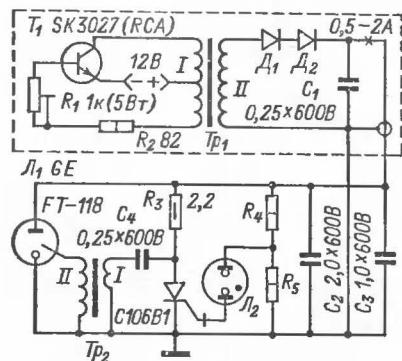 T₁ SK3027 (RCA)
0,5-2A
12В
I
II
Д₁ Д₂
C₁
R₁ 1к(5Вт)
0,25×600В
R₂ 82
Тр₁
Л₁ GE
FT-118
C₄
R₃
2,2
R₄
0,25×600В
II
I
R₅
Л₂
C106B1
C₂ 2,0×600В
C₃ 1,0×600В
Тр₂